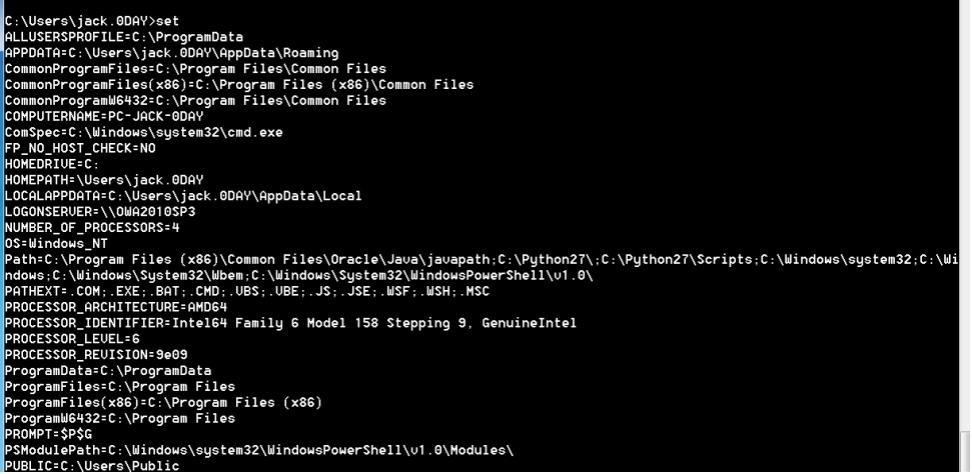 C:\Users\jack.0DAY>set
ALLUSERSPROFILE=C:\ProgramData
APPDATA=C:\Users\jack.0DAY\AppData\Roaming
CommonProgramFiles=C:\Program Files\Common Files
CommonProgramFiles(x86)=C:\Program Files (x86)\Common Files
CommonProgramW6432=C:\Program Files\Common Files
COMPUTERNAME=PC-JACK-0DAY
ComSpec=C:\Windows\system32\cmd.exe
FP_NO_HOST_CHECK=NO
HOMEDRIVE=C:
HOMEPATH=\Users\jack.0DAY
LOCALAPPDATA=C:\Users\jack.0DAY\AppData\Local
LOGONSERVER=\\OWA2010SP3
NUMBER_OF_PROCESSORS=4
OS=Windows_NT
Path=C:\Program Files (x86)\Common Files\Oracle\Java\javapath;C:\Python27\;C:\Python27\Scripts;C:\Windows\system32;C:\Wi
ndows;C:\Windows\System32\Wbem;C:\Windows\System32\WindowsPowerShell\v1.0\
PATHEXT=.COM;.EXE;.BAT;.CMD;.VBS;.VBE;.JS;.JSE;.WSF;.WSH;.MSC
PROCESSOR_ARCHITECTURE=AMD64
PROCESSOR_IDENTIFIER=Intel64 Family 6 Model 158 Stepping 9, GenuineIntel
PROCESSOR_LEVEL=6
PROCESSOR_REVISION=9e09
ProgramData=C:\ProgramData
ProgramFiles=C:\Program Files
ProgramFiles(x86)=C:\Program Files (x86)
ProgramW6432=C:\Program Files
PROMPT=$P$G
PSModulePath=C:\Windows\system32\WindowsPowerShell\v1.0\Modules\
PUBLIC=C:\Users\Public